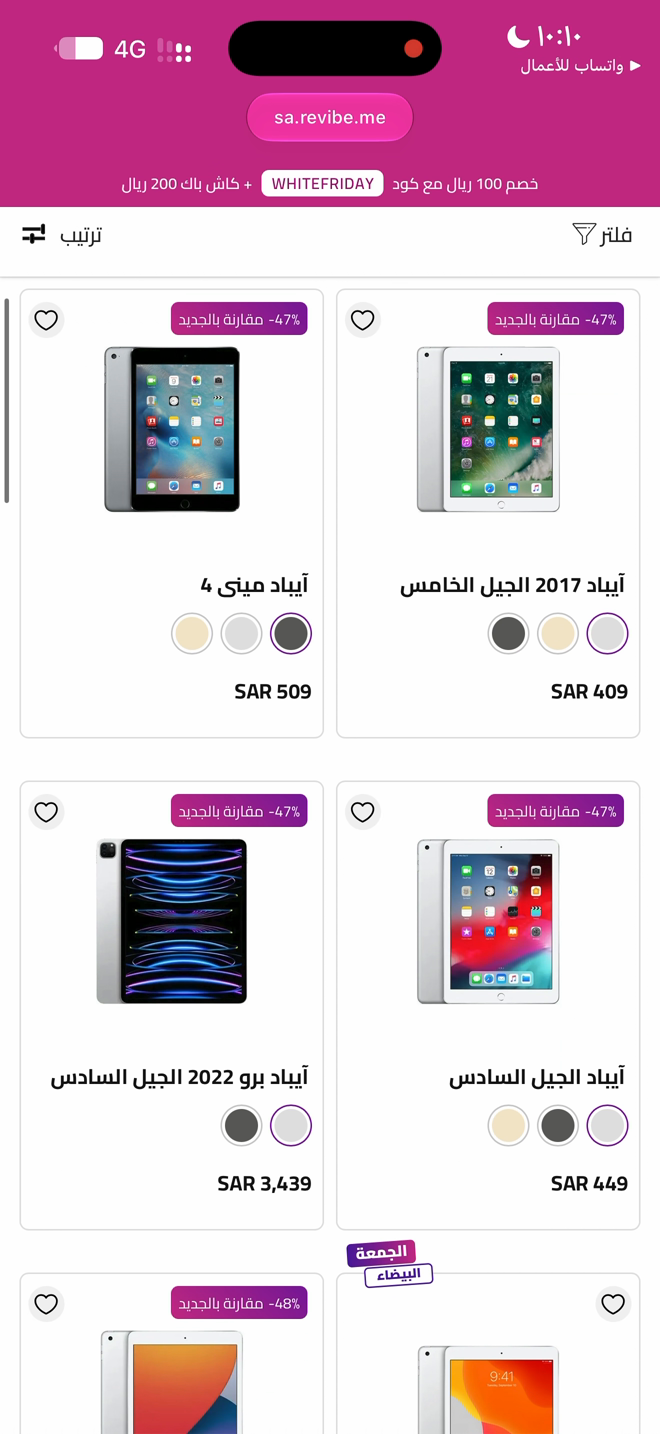 ١٠:١٠
4G
واتساب للأعمال ◀
sa.revibe.me
خصم 100 ريال مع كود WHITEFRIDAY + كاش باك 200 ريال
فلتر
ترتيب
-47% مقارنة بالجديد
آيباد 2017 الجيل الخامس
SAR 409
-47% مقارنة بالجديد
آيباد ميني 4
SAR 509
-47% مقارنة بالجديد
آيباد الجيل السادس
SAR 449
-47% مقارنة بالجديد
آيباد برو 2022 الجيل السادس
SAR 3,439
الجمعة
البيضاء
9:41
-48% مقارنة بالجديد